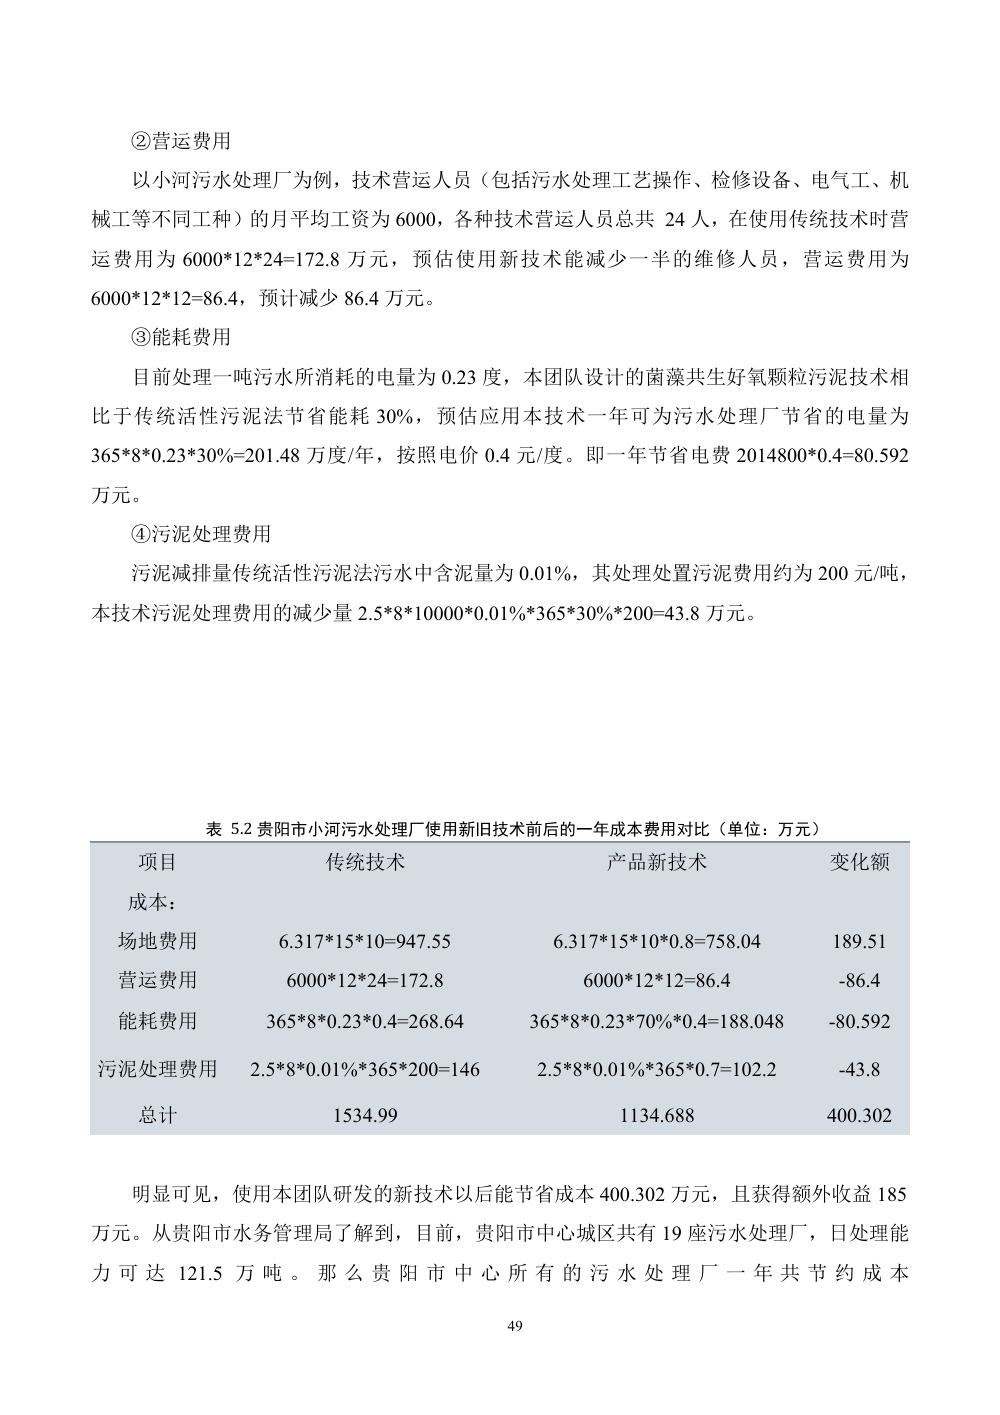 ②营运费用
以小河污水处理厂为例，技术营运人员（包括污水处理工艺操作、检修设备、电气工、机
械工等不同工种）的月平均工资为 6000，各种技术营运人员总共 24 人，在使用传统技术时营
运费用为 6000*12*24=172.8 万元，预估使用新技术能减少一半的维修人员，营运费用为
6000*12*12=86.4，预计减少 86.4 万元。
③能耗费用
目前处理一吨污水所消耗的电量为 0.23 度，本团队设计的菌藻共生好氧颗粒污泥技术相
比于传统活性污泥法节省能耗 30%，预估应用本技术一年可为污水处理厂节省的电量为
365*8*0.23*30%=201.48 万度/年，按照电价 0.4 元/度。即一年节省电费 2014800*0.4=80.592
万元。
④污泥处理费用
污泥减排量传统活性污泥法污水中含泥量为 0.01%，其处理处置污泥费用约为 200 元/吨，
本技术污泥处理费用的减少量 2.5*8*10000*0.01%*365*30%*200=43.8 万元。
表 5.2 贵阳市小河污水处理厂使用新旧技术前后的一年成本费用对比（单位：万元）
项目 传统技术 产品新技术 变化额
成本：
场地费用 6.317*15*10=947.55 6.317*15*10*0.8=758.04 189.51
营运费用 6000*12*24=172.8 6000*12*12=86.4 -86.4
能耗费用 365*8*0.23*0.4=268.64 365*8*0.23*70%*0.4=188.048 -80.592
污泥处理费用 2.5*8*0.01%*365*200=146 2.5*8*0.01%*365*0.7=102.2 -43.8
总计 1534.99 1134.688 400.302
明显可见，使用本团队研发的新技术以后能节省成本 400.302 万元，且获得额外收益 185
万元。从贵阳市水务管理局了解到，目前，贵阳市中心城区共有 19 座污水处理厂，日处理能
力可达 121.5 万吨。那么贵阳市中心所有的污水处理厂一年共节约成本
49